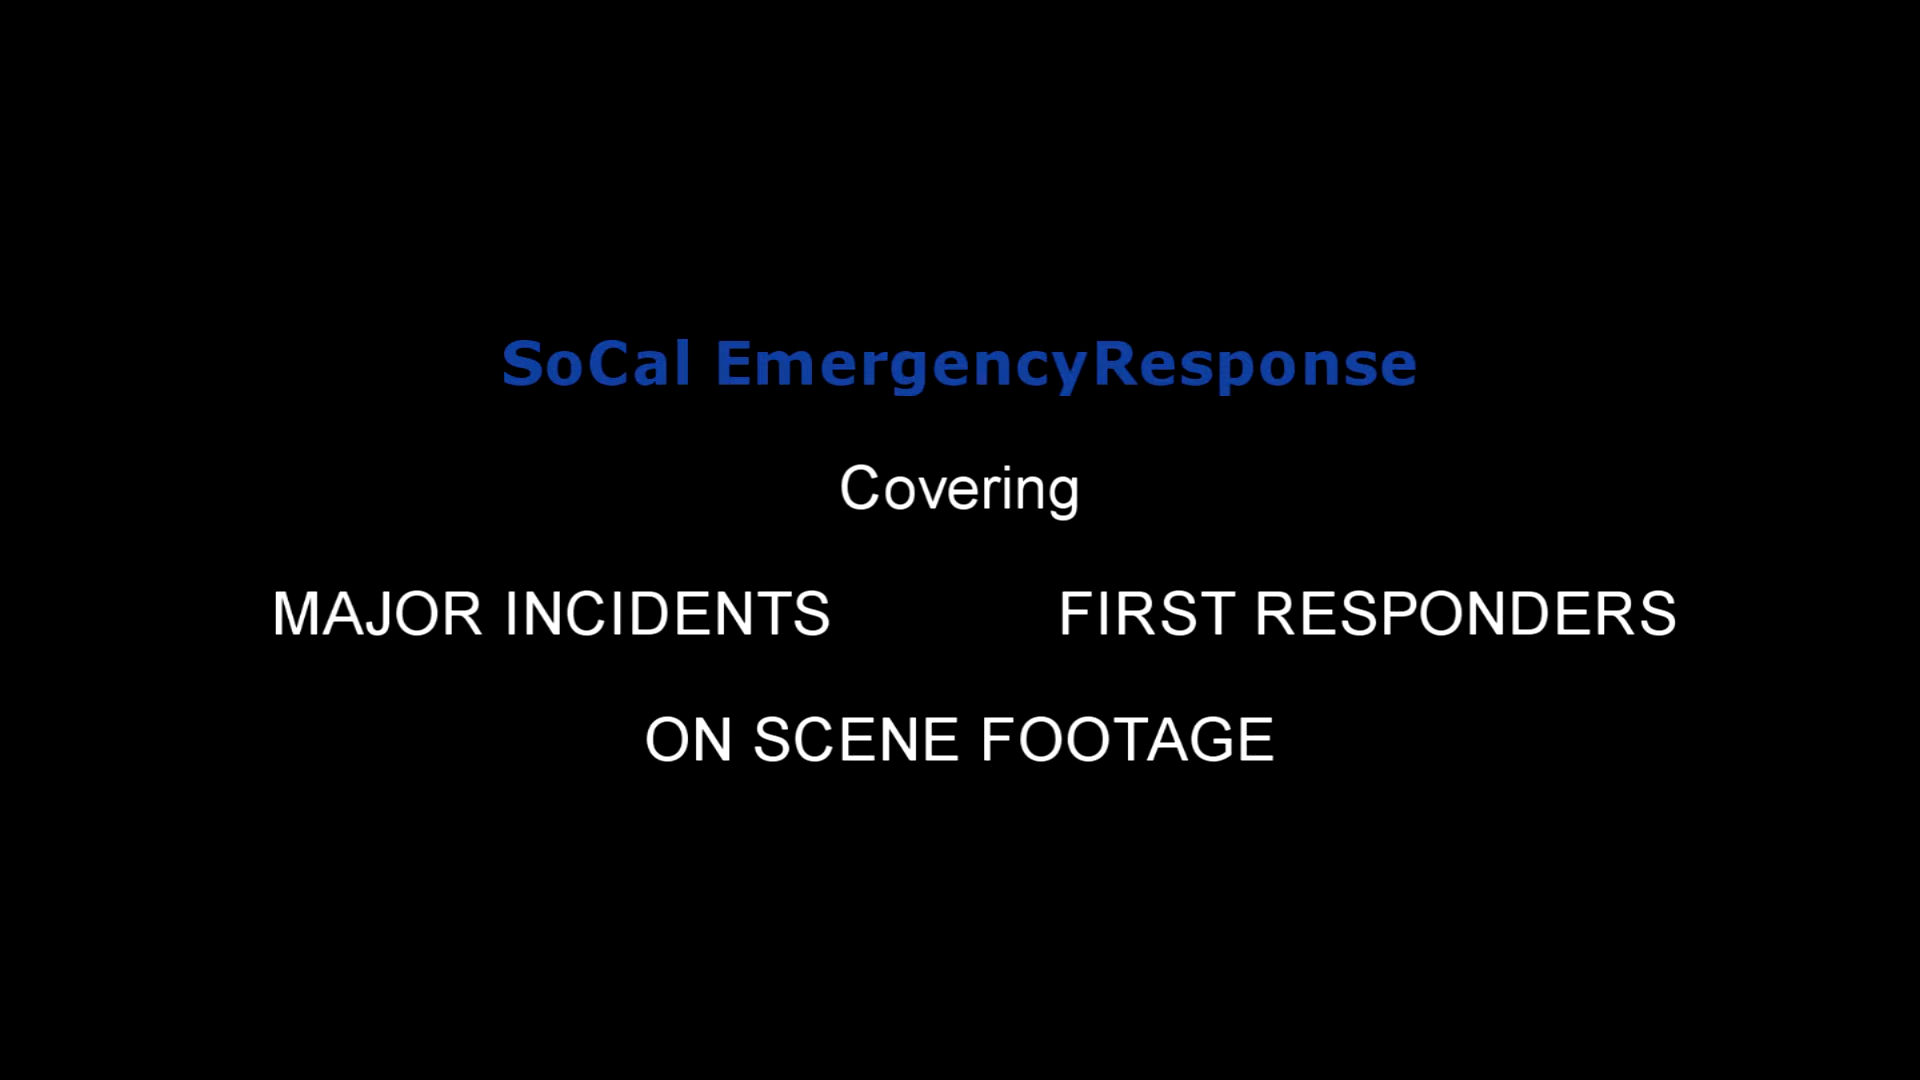 SoCal EmergencyResponse
Covering
MAJOR INCIDENTS FIRST RESPONDERS
ON SCENE FOOTAGE